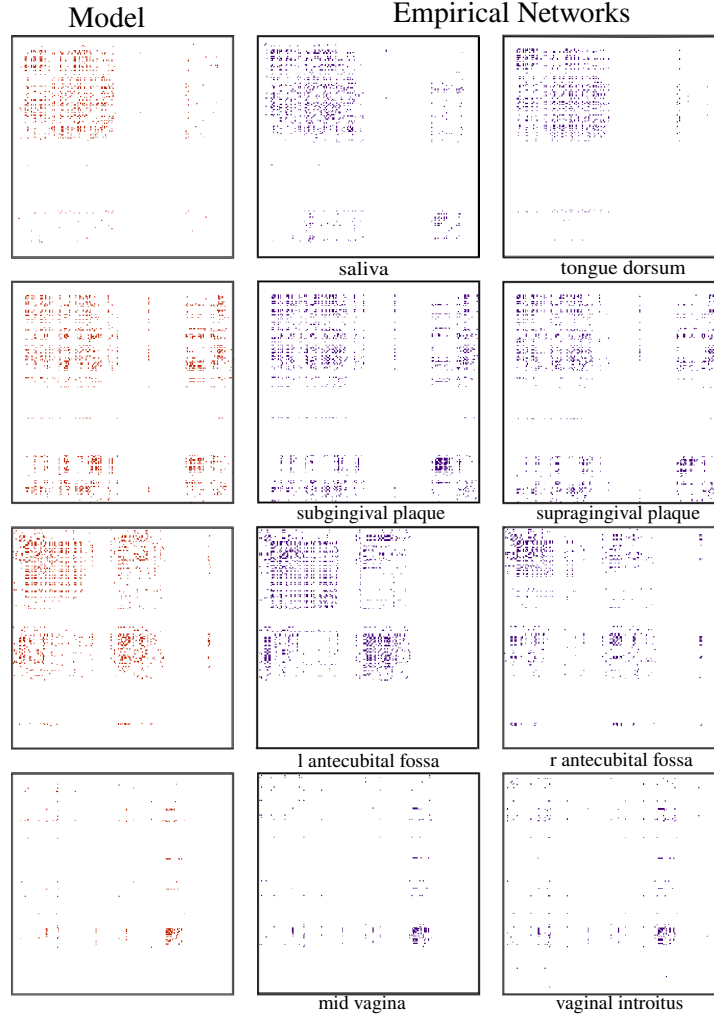 Model
Empirical Networks
saliva
tongue dorsum
subgingival plaque
supragingival plaque
l antecubital fossa
r antecubital fossa
mid vagina
vaginal introitus